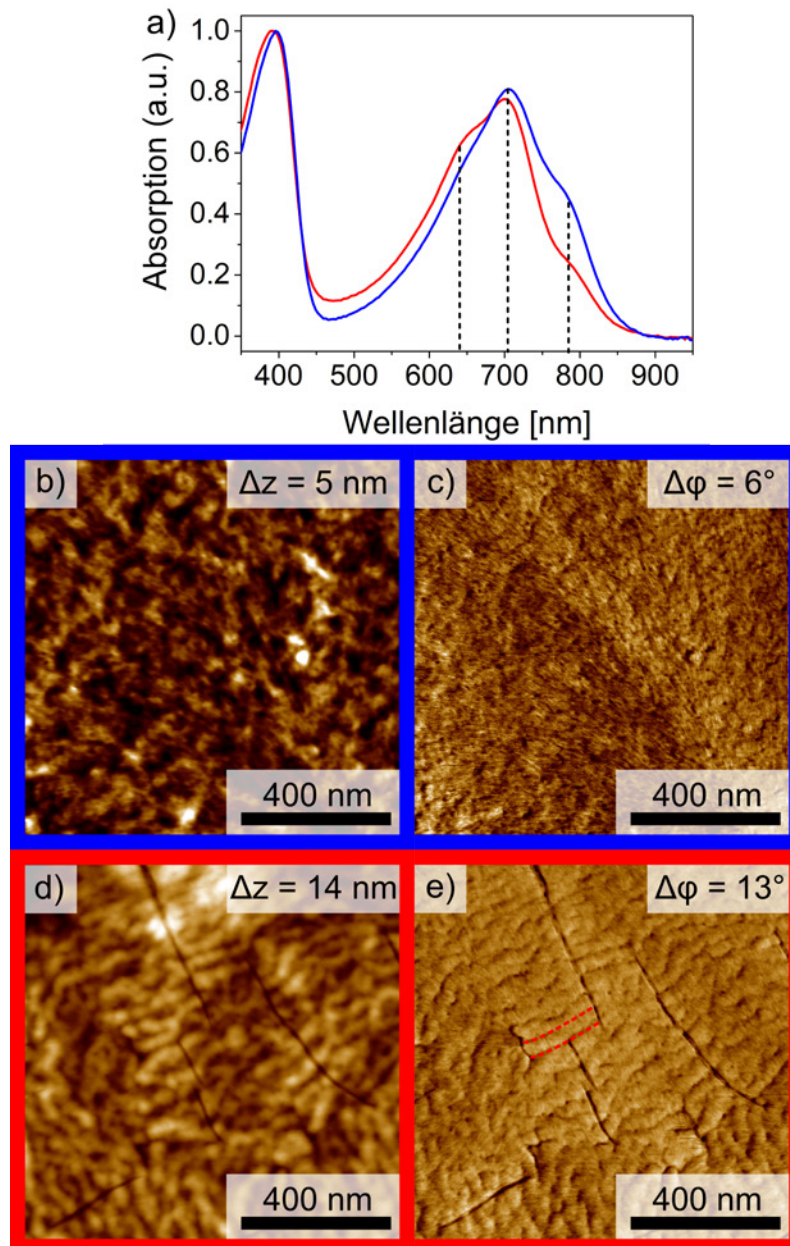 a)
1.0
0.8
0.6
0.4
0.2
0.0
Absorption (a.u.)
400 500 600 700 800 900
Wellenlänge [nm]
b) Δz = 5 nm
400 nm
c) Δφ = 6°
400 nm
d) Δz = 14 nm
400 nm
e) Δφ = 13°
400 nm